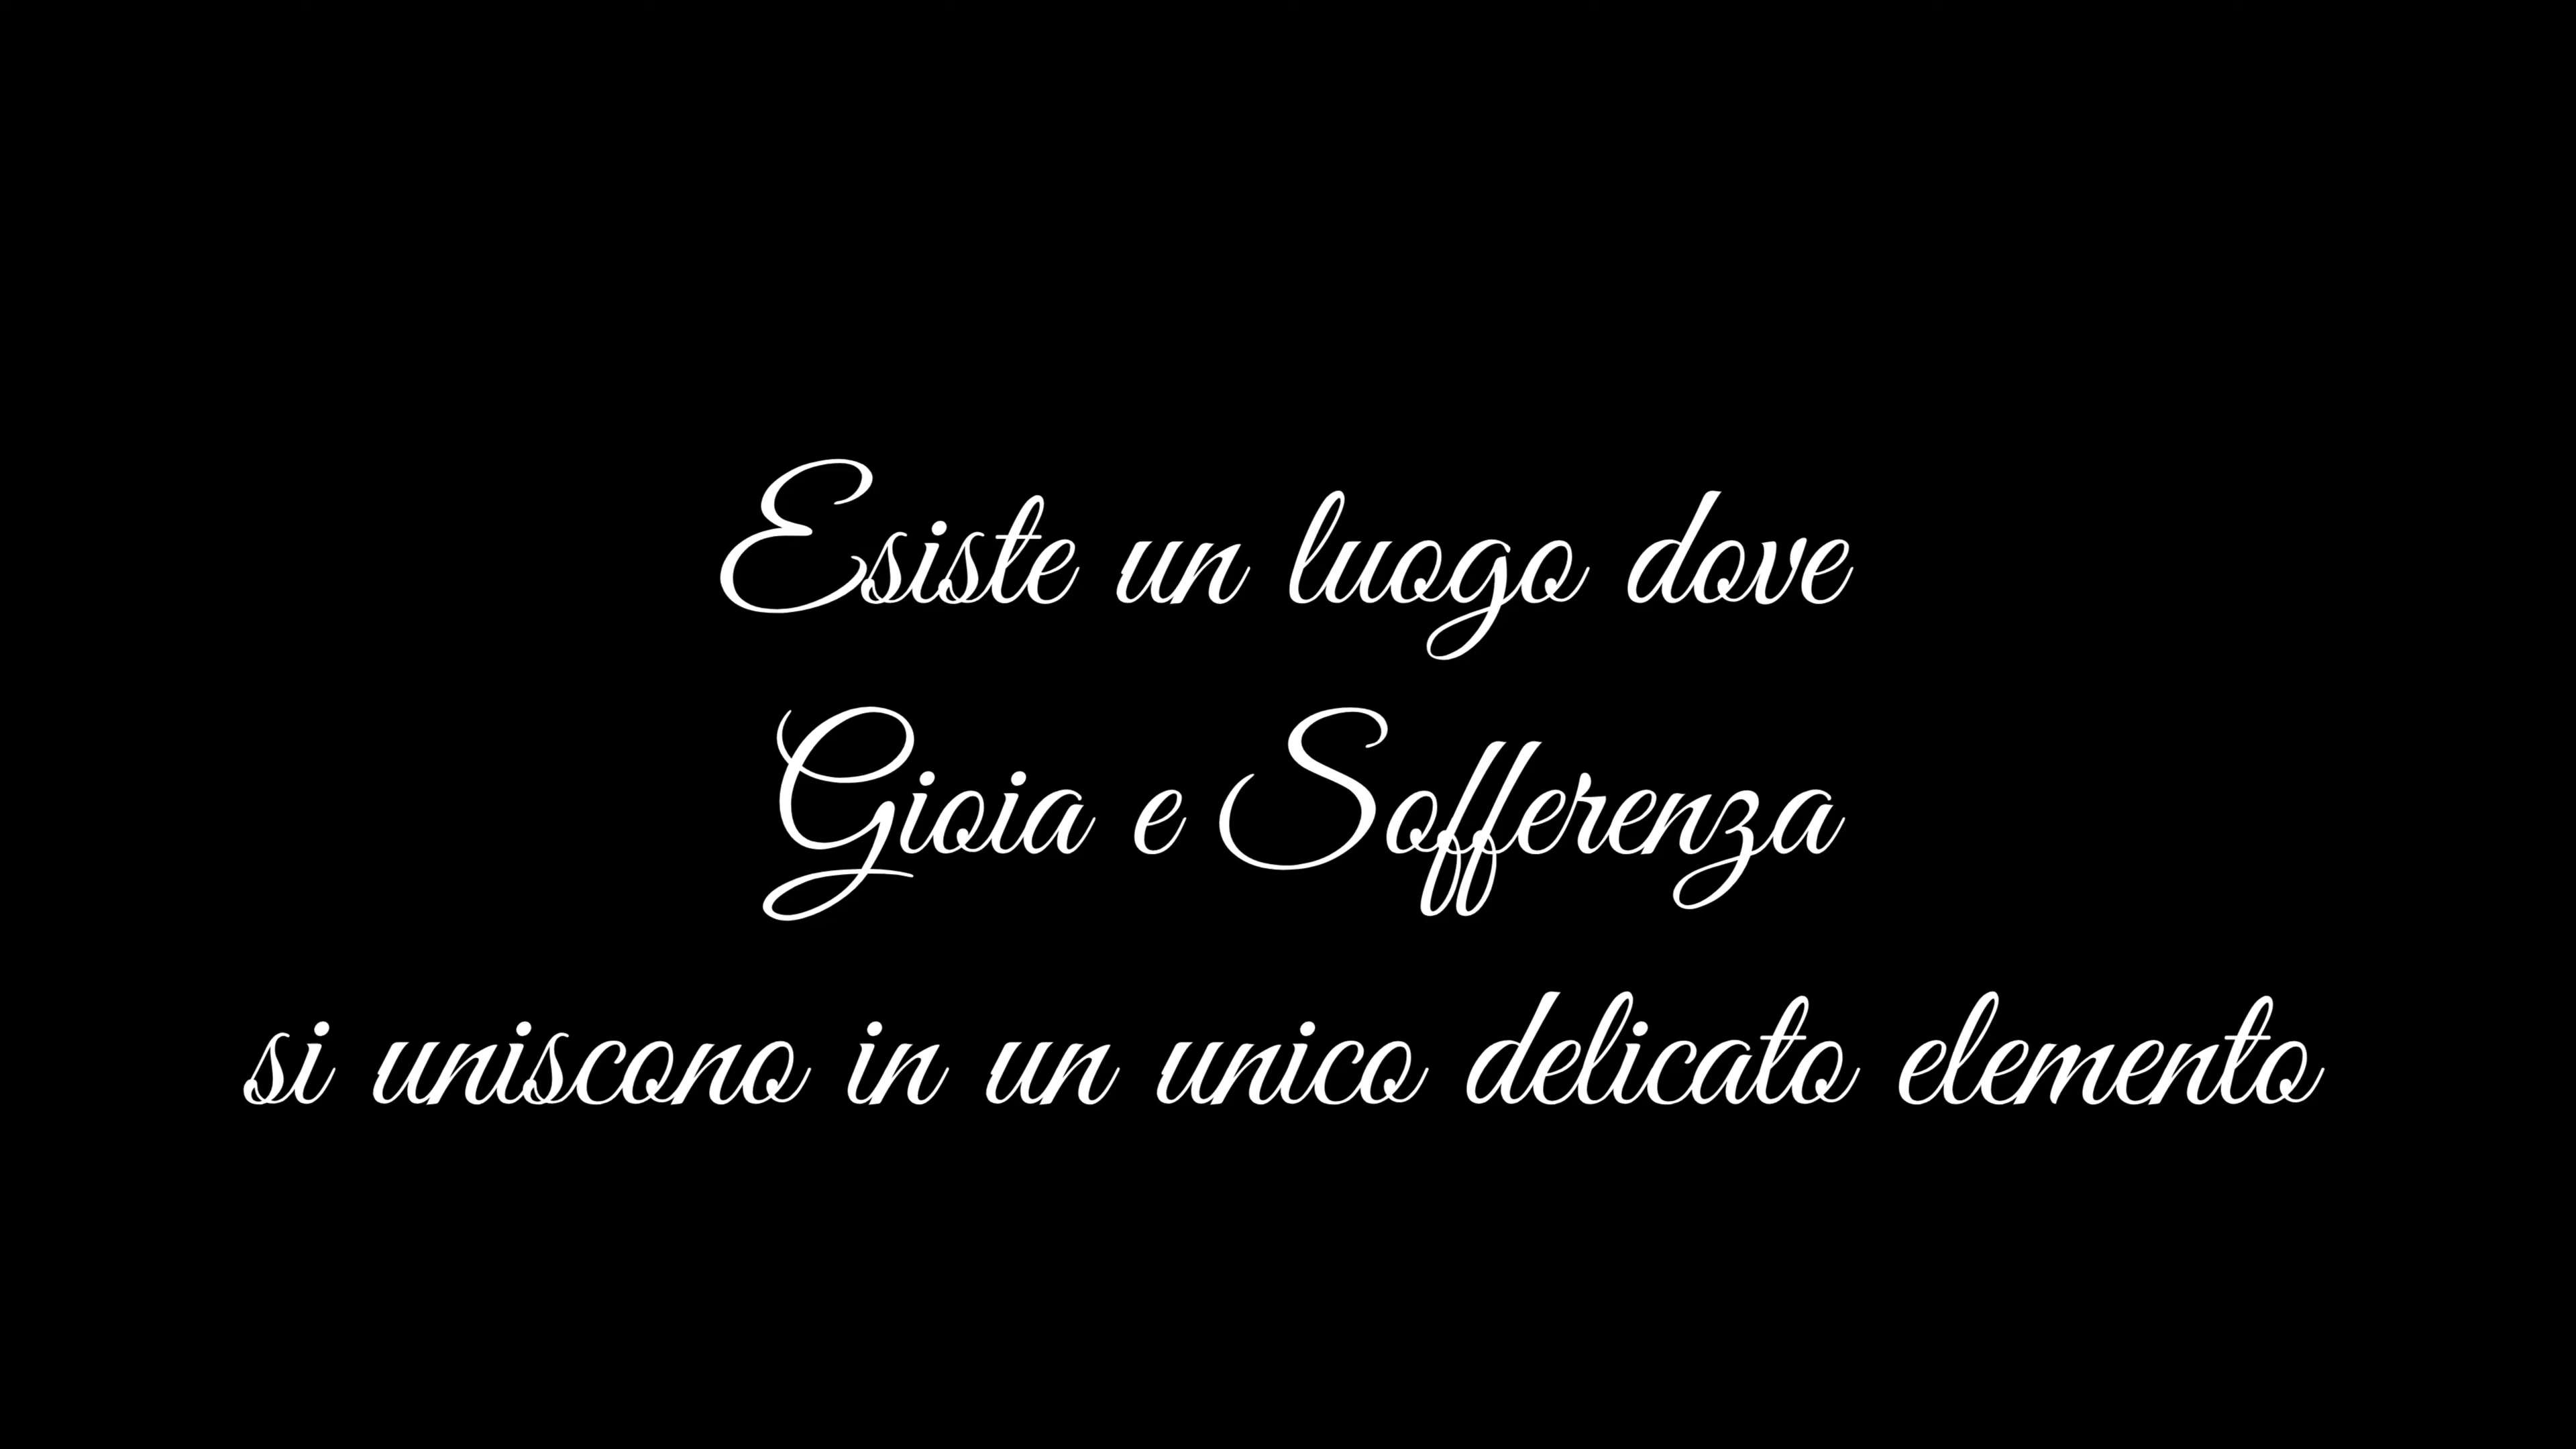 Esiste un luogo dove
Gioia e Sofferenza
si uniscono in un unico delicato elemento